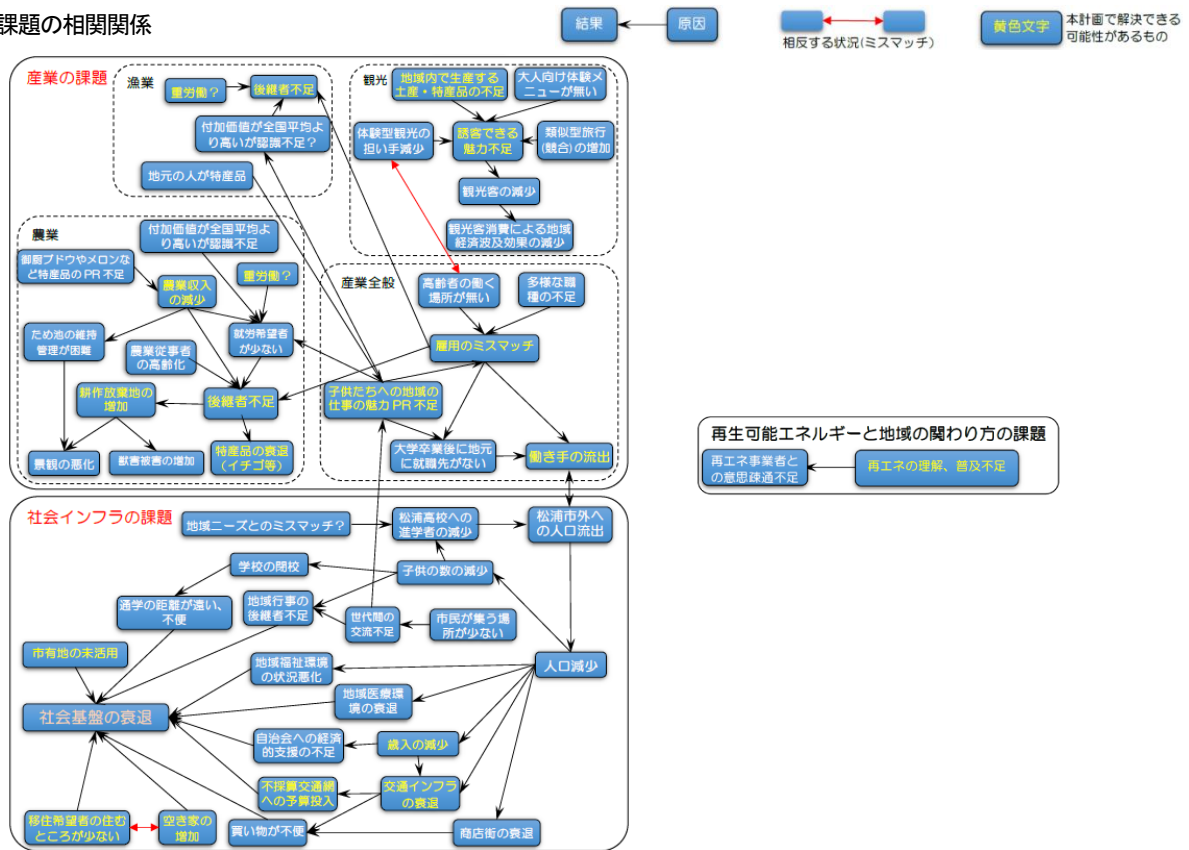 課題の相関関係
結果
原因
相反する状況(ミスマッチ)
黄色文字
本計画で解決できる
可能性があるもの
産業の課題
漁業
重労働？
後継者不足
付加価値が全国平均よ
り高いが認識不足？
地元の人が特産品
観光
地域内で生産する
土産・特産品の不足
大人向け体験メ
ニューが無い
体験型観光の
担い手減少
誘客できる
魅力不足
類似型旅行
(競合)の増加
観光客の減少
観光客消費による地域
経済波及効果の減少
農業
付加価値が全国平均よ
り高いが認識不足
御厨ブドウやメロンな
ど特産品のPR不足
農業収入
の減少
重労働？
ため池の維持
管理が困難
農業従事者
の高齢化
就労希望者
が少ない
耕作放棄地の
増加
後継者不足
景観の悪化
獣害被害の増加
特産品の衰退
(イチゴ等)
産業全般
高齢者の働く
場所が無い
多様な職
種の不足
雇用のミスマッチ
子供たちへの地域の
仕事の魅力PR不足
大学卒業後に地元
に就職先がない
働き手の流出
再生可能エネルギーと地域の関わり方の課題
再エネ事業者と
の意思疎通不足
再エネの理解、普及不足
社会インフラの課題
地域ニーズとのミスマッチ？
松浦高校への
進学者の減少
松浦市外へ
の人口流出
学校の閉校
子供の数の減少
通学の距離が遠い、
不便
地域行事の
後継者不足
世代間の
交流不足
市民が集う場
所が少ない
市有地の未活用
地域福祉環境
の状況悪化
人口減少
地域医療環
境の衰退
社会基盤の衰退
自治会への経済
的支援の不足
歳入の減少
不採算交通網
への予算投入
交通インフラ
の衰退
移住希望者の住む
ところが少ない
空き家の
増加
買い物が不便
商店街の衰退